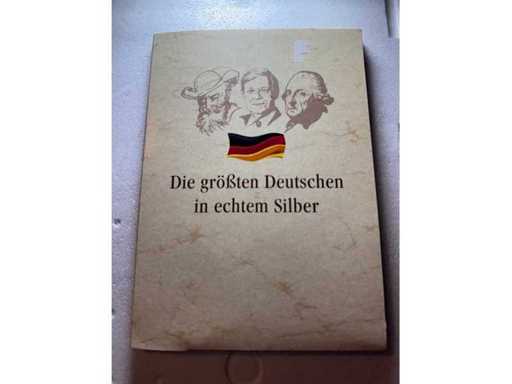 Die größten Deutschen
in echtem Silber